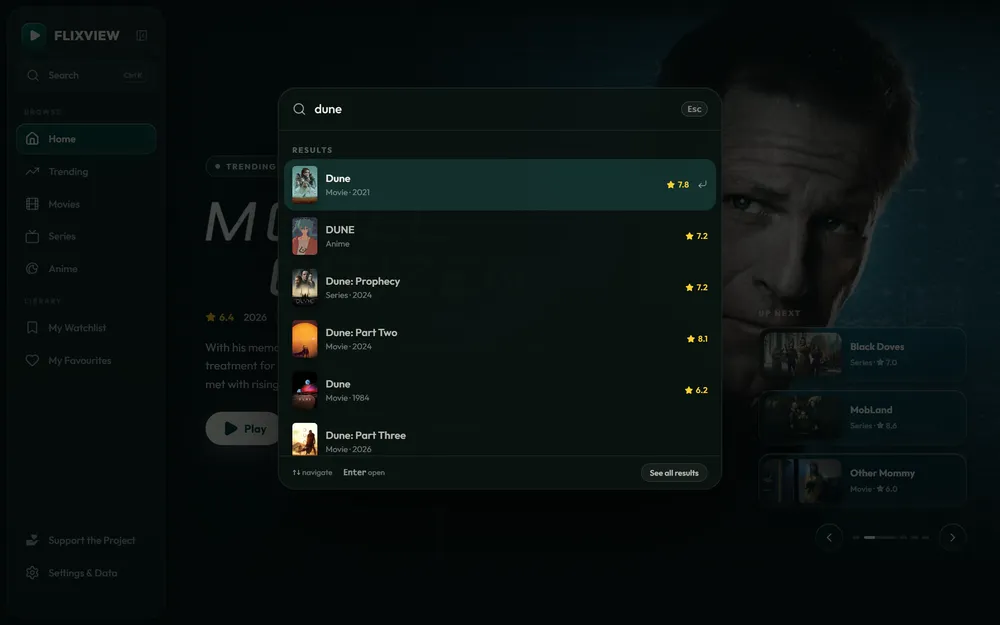 FLIXVIEW
Search Ctrl K
BROWSE
Home
Trending
Movies
Series
Anime
LIBRARY
My Watchlist
My Favourites
Support the Project
Settings & Data
TRENDING
6.4 2026
With his memo
treatment for
met with rising
Play
dune Esc
RESULTS
Dune
Movie · 2021
7.8
DUNE
Anime
7.2
Dune: Prophecy
Series · 2024
7.2
Dune: Part Two
Movie · 2024
8.1
Dune
Movie · 1984
6.2
Dune: Part Three
Movie · 2026
↑↓ navigate Enter open
See all results
UP NEXT
Black Doves
Series · ★ 7.0
MobLand
Series · ★ 8.6
Other Mommy
Movie · ★ 6.0